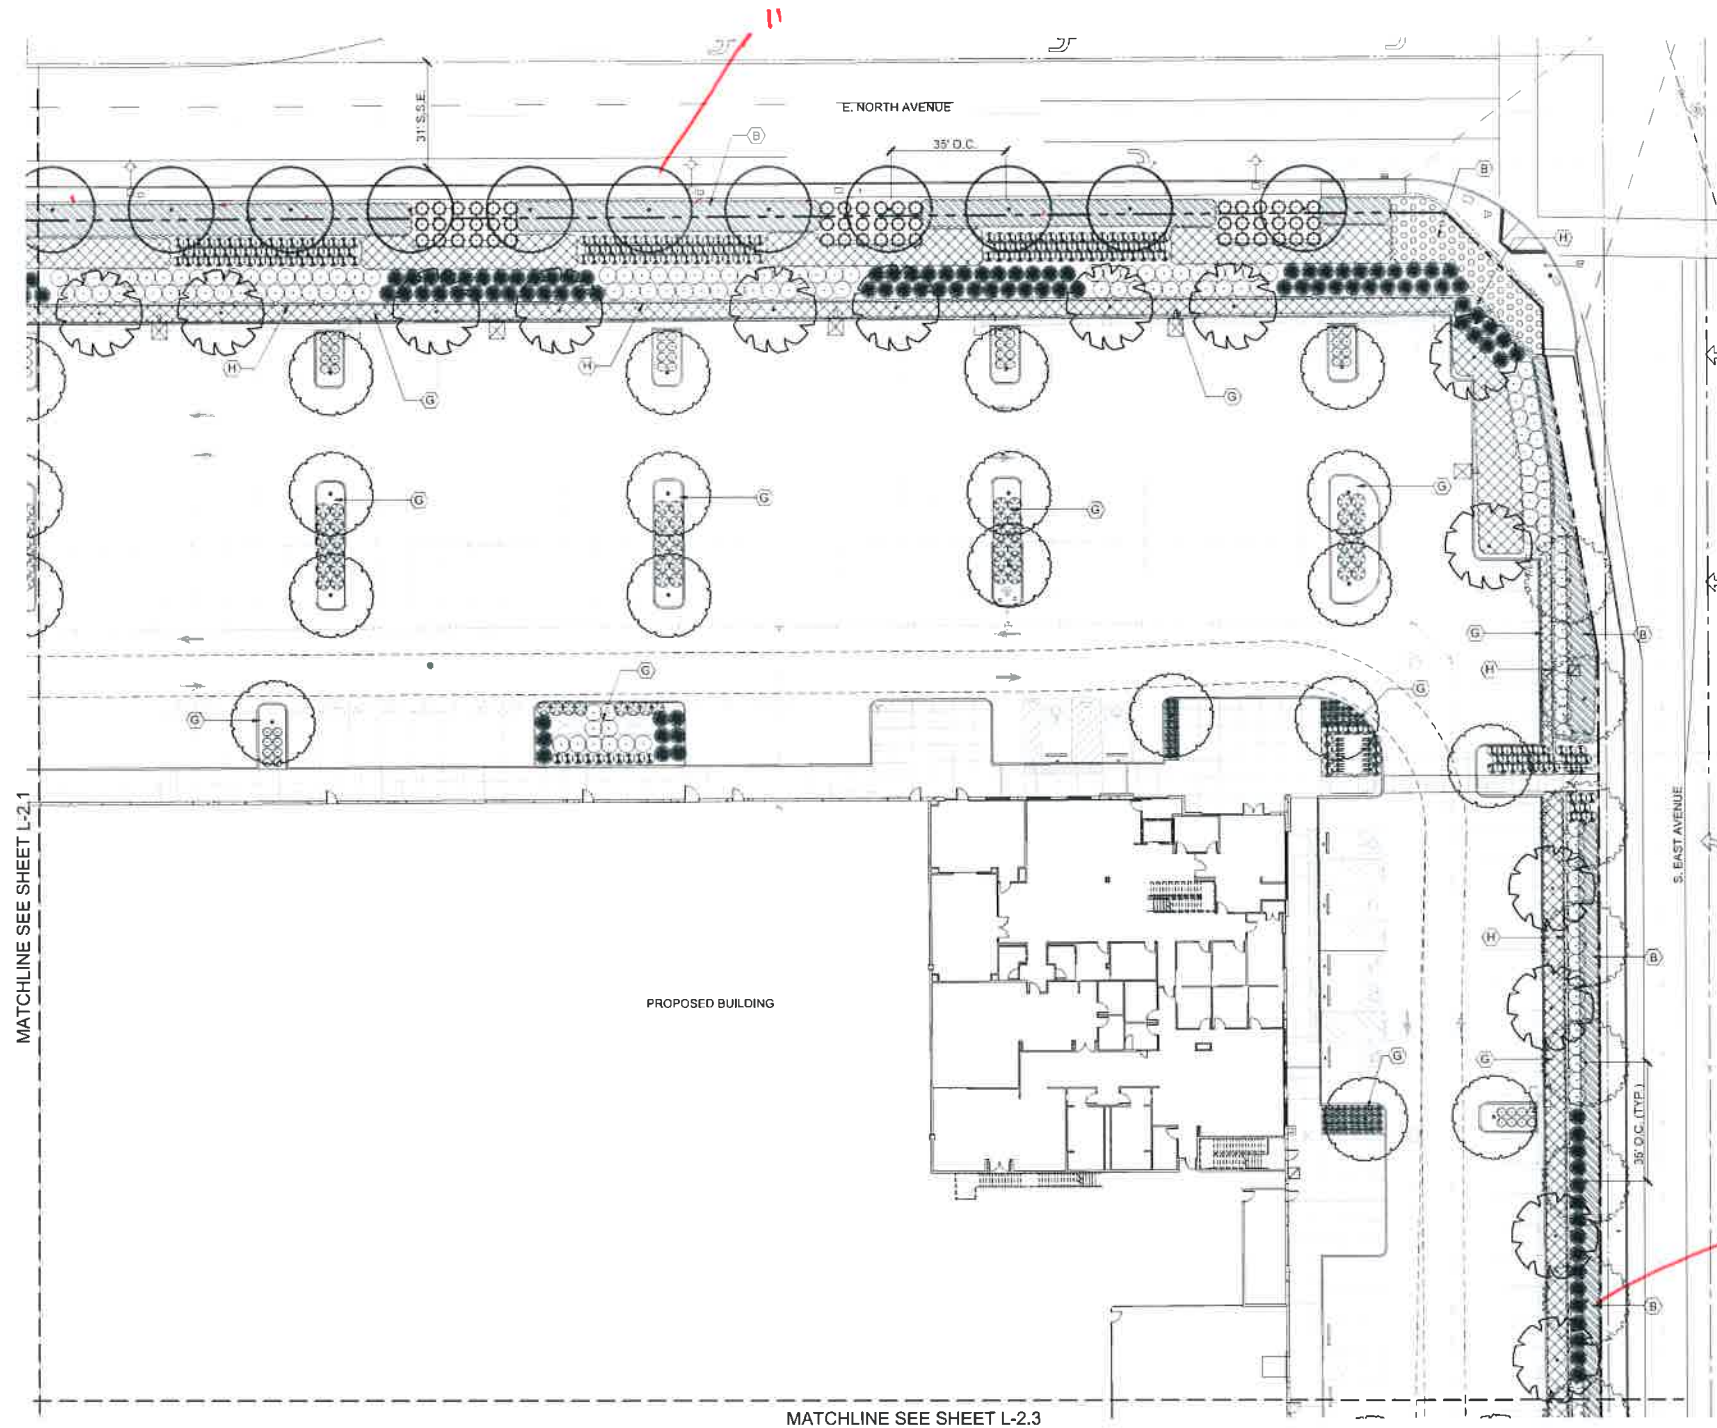 11
E. NORTH AVENUE
31' S.S.E.
B
35' O.C.
B
H
H
G
H
G
G
G
G
G
G
G
B
H
G
G
G
S. EAST AVENUE
MATCHLINE SEE SHEET L-2.1
H
B
PROPOSED BUILDING
G
G
35' O.C. (TYP.)
B
MATCHLINE SEE SHEET L-2.3